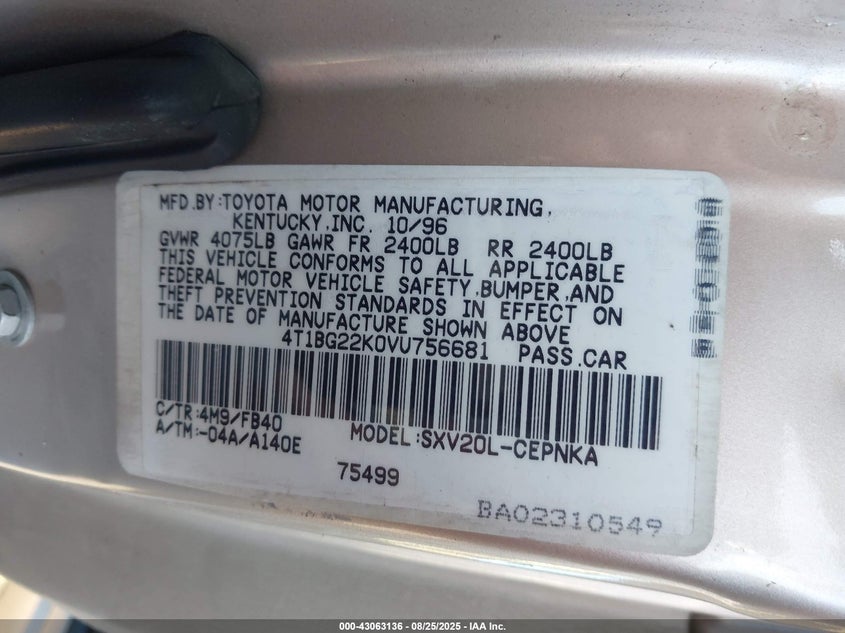 MFD.BY:TOYOTA MOTOR MANUFACTURING,
KENTUCKY,INC. 10/96
GVWR 4075LB GAWR FR 2400LB RR 2400LB
THIS VEHICLE CONFORMS TO ALL APPLICABLE
FEDERAL MOTOR VEHICLE SAFETY,BUMPER,AND
THEFT PREVENTION STANDARDS IN EFFECT ON
THE DATE OF MANUFACTURE SHOWN ABOVE
4T1BG22K0VU756681 PASS.CAR
C/TR:4M9/FB40
A/TM:-04A/A140E MODEL:SXV20L-CEPNKA
75499
BA02310549
000-43063136 - 08/25/2025 - IAA Inc.